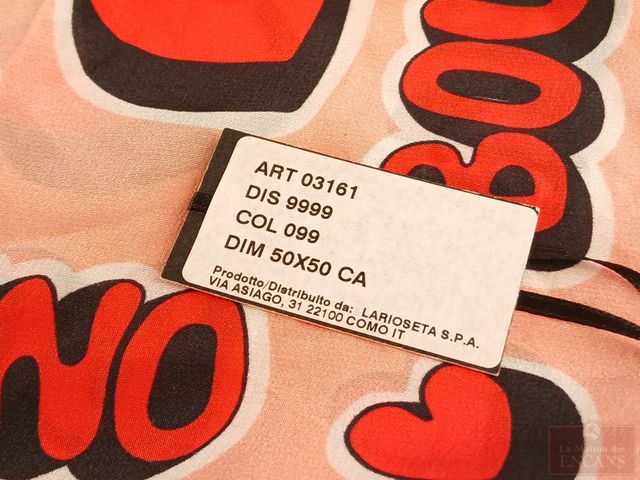 BOU
ART 03161
DIS 9999
COL 099
DIM 50X50 CA
Prodotto/Distribuito da: LARIOSETA S.P.A.
VIA ASIAGO, 31 22100 COMO IT
NO
La Maison des
ENCANS